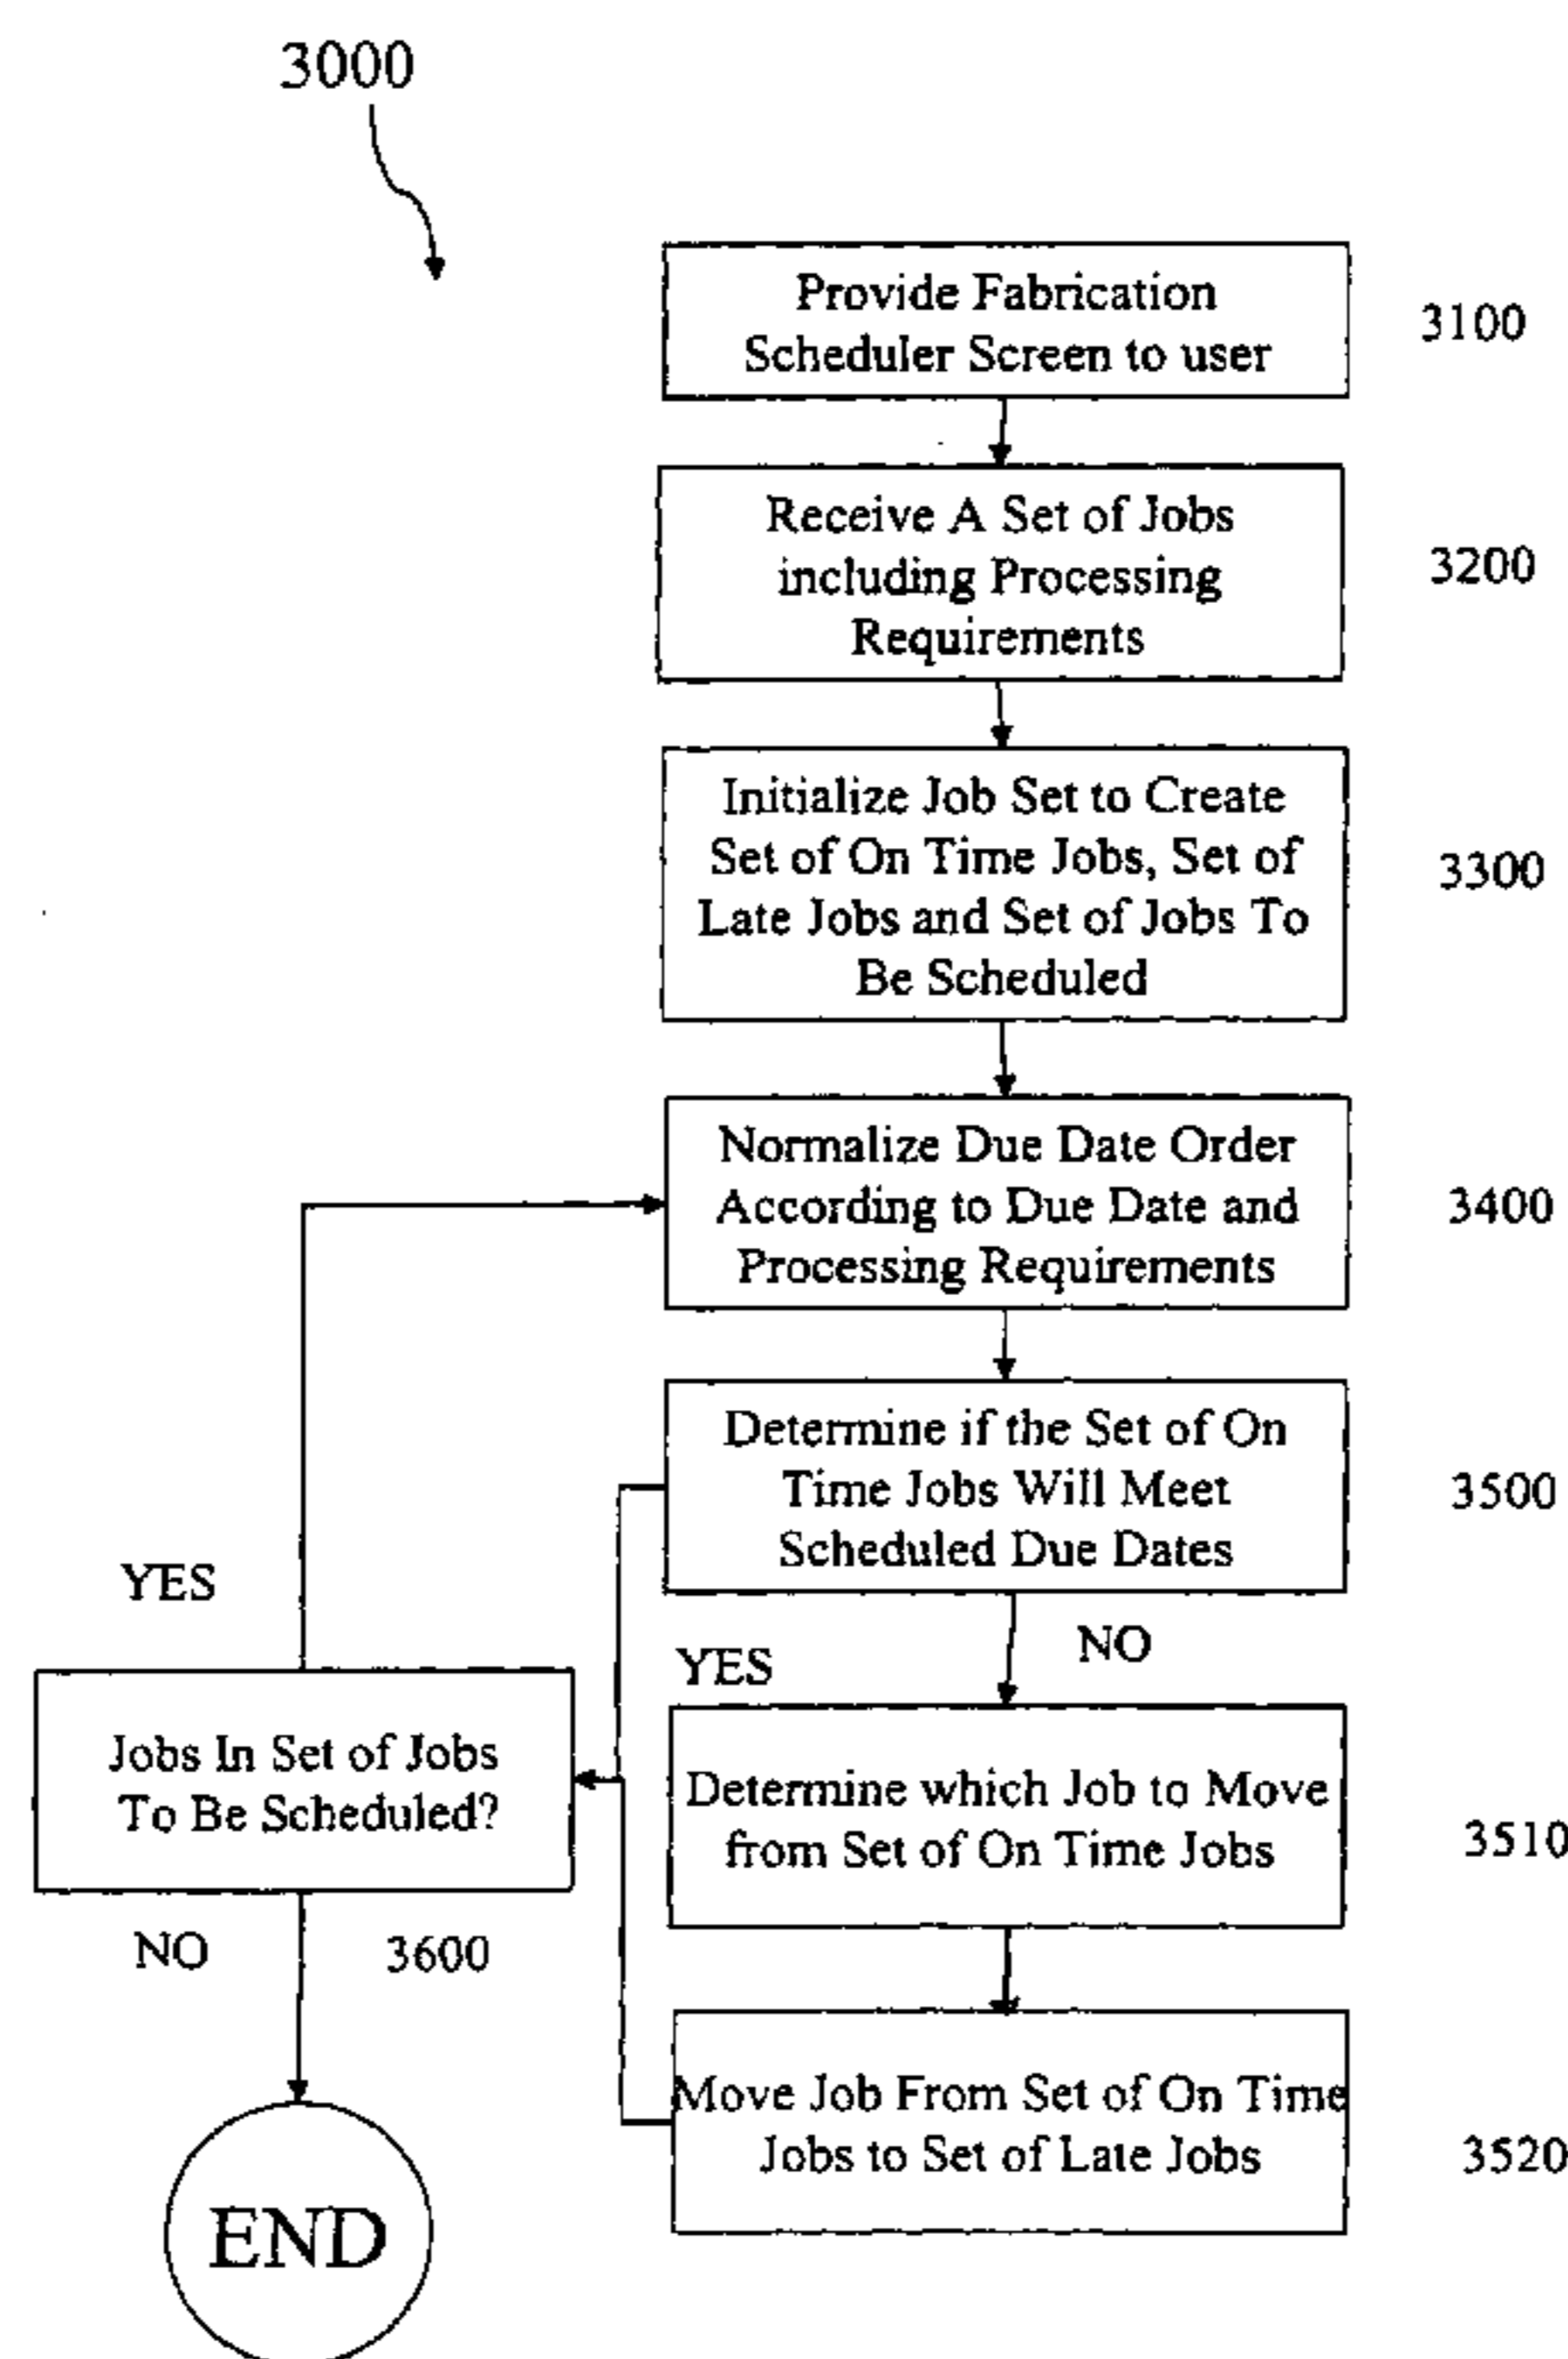 3000
Provide Fabrication
Scheduler Screen to user
3100
Receive A Set of Jobs
including Processing
Requirements
3200
Initialize Job Set to Create
Set of On Time Jobs, Set of
Late Jobs and Set of Jobs To
Be Scheduled
3300
Normalize Due Date Order
According to Due Date and
Processing Requirements
3400
Determine if the Set of On
Time Jobs Will Meet
Scheduled Due Dates
3500
YES
NO
YES
Jobs In Set of Jobs
To Be Scheduled?
Determine which Job to Move
from Set of On Time Jobs
3510
NO
3600
Move Job From Set of On Time
Jobs to Set of Late Jobs
3520
END